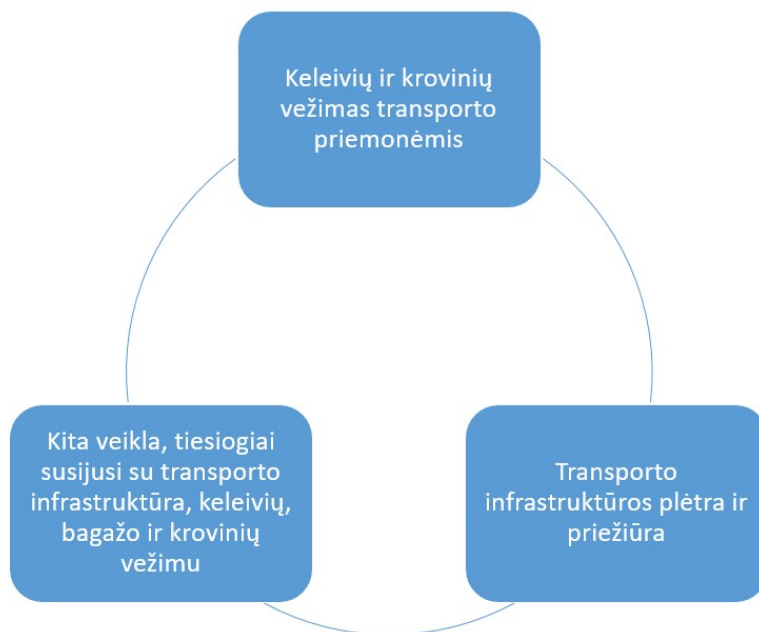 Keleivių ir krovinių
vežimas transporto
priemonėmis
Kita veikla, tiesiogiai
susijusi su transporto
infrastruktūra, keleivių,
bagažo ir krovinių
vežimu
Transporto
infrastruktūros plėtra ir
priežiūra